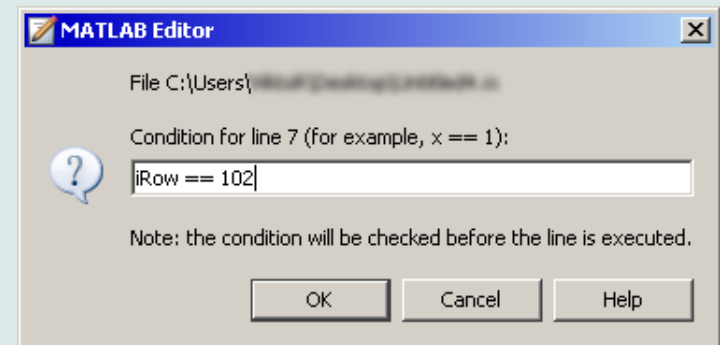 MATLAB Editor
File C:\Users\
Condition for line 7 (for example, x == 1):
iRow == 102
Note: the condition will be checked before the line is executed.
OK Cancel Help